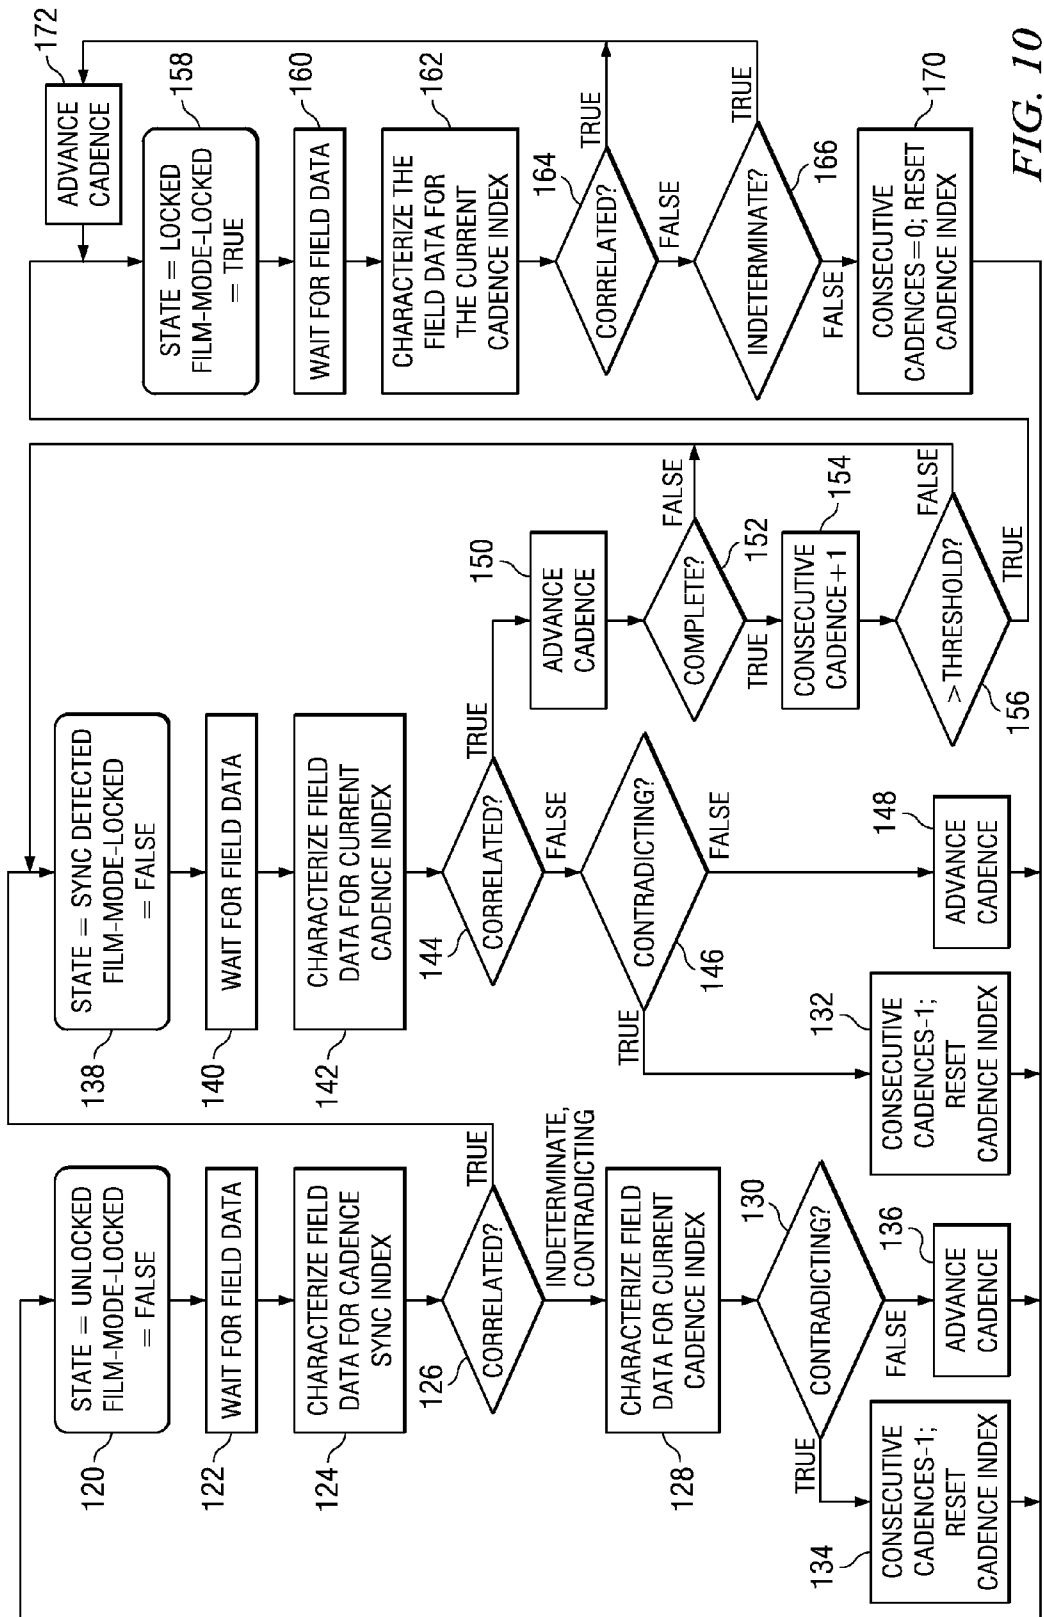 120
STATE = UNLOCKED
FILM-MODE-LOCKED
= FALSE
122
WAIT FOR FIELD DATA
124
CHARACTERIZE FIELD
DATA FOR CADENCE
SYNC INDEX
126
CORRELATED?
TRUE
INDETERMINATE,
CONTRADICTING
128
CHARACTERIZE FIELD
DATA FOR CURRENT
CADENCE INDEX
130
CONTRADICTING?
TRUE
FALSE
134
CONSECUTIVE
CADENCES-1;
RESET
CADENCE INDEX
136
ADVANCE
CADENCE
138
STATE = SYNC DETECTED
FILM-MODE-LOCKED
= FALSE
140
WAIT FOR FIELD DATA
142
CHARACTERIZE FIELD
DATA FOR CURRENT
CADENCE INDEX
144
CORRELATED?
TRUE
FALSE
146
CONTRADICTING?
TRUE
FALSE
132
CONSECUTIVE
CADENCES-1;
RESET
CADENCE INDEX
148
ADVANCE
CADENCE
150
ADVANCE
CADENCE
152
COMPLETE?
FALSE
TRUE
154
CONSECUTIVE
CADENCE+1
156
> THRESHOLD?
FALSE
TRUE
172
ADVANCE
CADENCE
158
STATE = LOCKED
FILM-MODE-LOCKED
= TRUE
160
WAIT FOR FIELD DATA
162
CHARACTERIZE THE
FIELD DATA FOR
THE CURRENT
CADENCE INDEX
164
CORRELATED?
TRUE
FALSE
166
INDETERMINATE?
TRUE
FALSE
170
CONSECUTIVE
CADENCES=0; RESET
CADENCE INDEX
FIG. 10